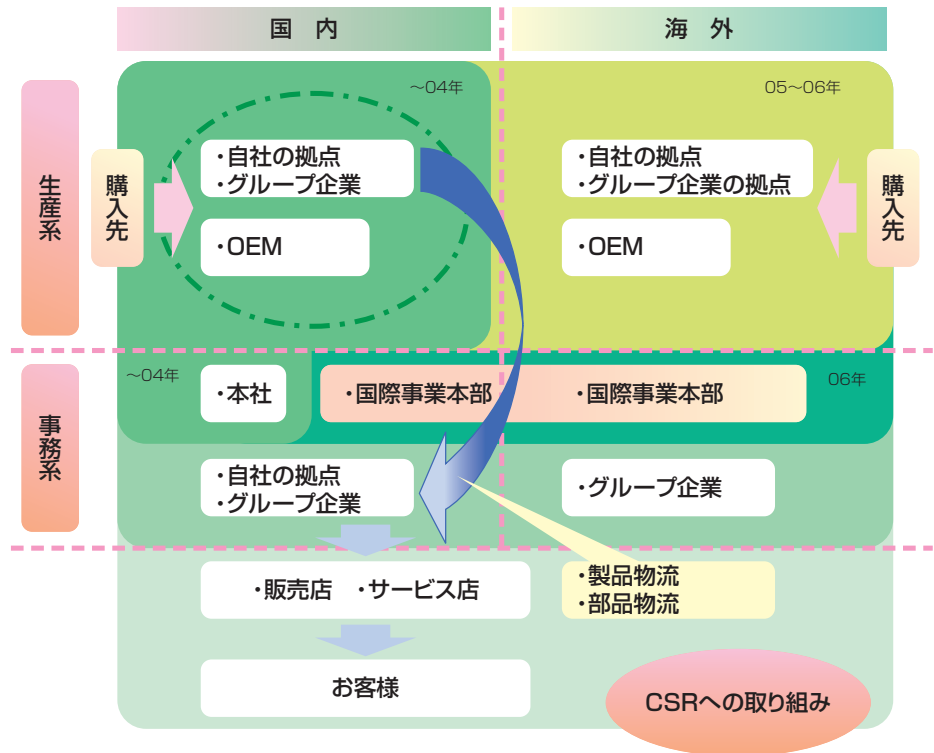 国 内
海 外
～04年
05～06年
生産系
購入先
・自社の拠点
・グループ企業
・OEM
・自社の拠点
・グループ企業の拠点
・OEM
購入先
事務系
～04年
・本社
・国際事業本部
・国際事業本部
06年
・自社の拠点
・グループ企業
・グループ企業
・販売店 ・サービス店
・製品物流
・部品物流
お客様
CSRへの取り組み